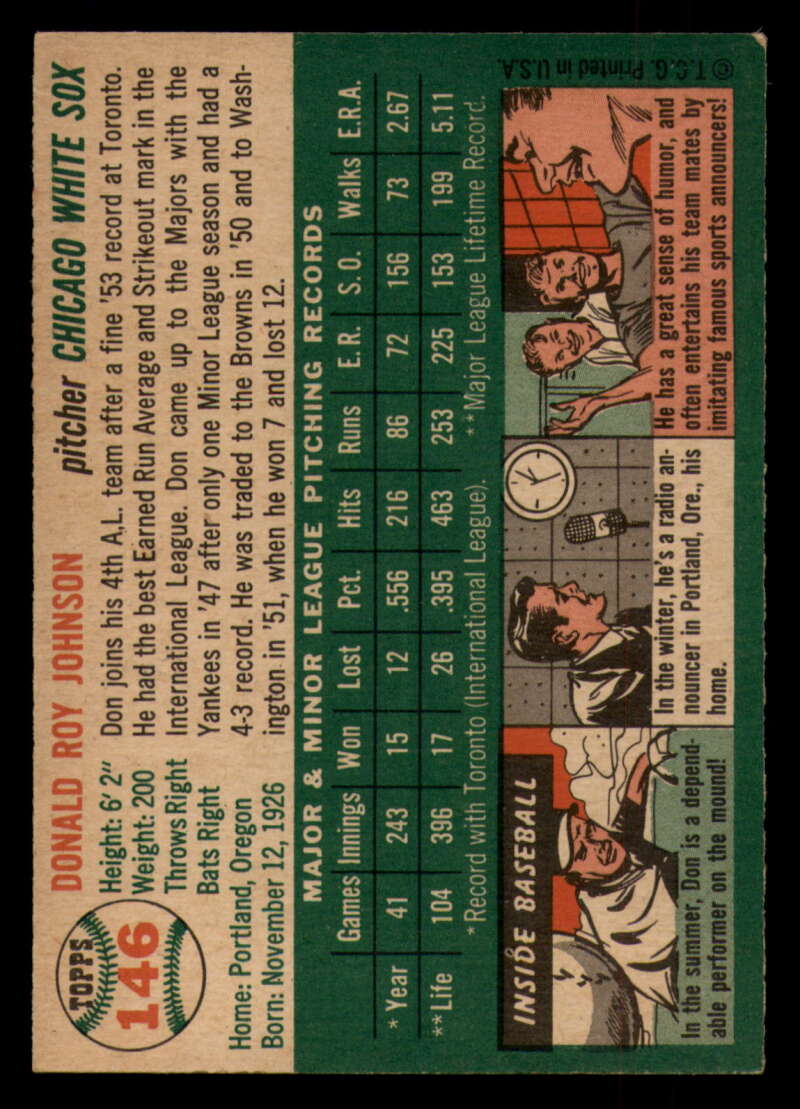 TOPPS
146
DONALD ROY JOHNSON
pitcher CHICAGO WHITE SOX
Height: 6' 2"
Weight: 200
Throws Right
Bats Right
Home: Portland, Oregon
Born: November 12, 1926
Don joins his 4th A.L. team after a fine '53 record at Toronto.
He had the best Earned Run Average and Strikeout mark in the
International League. Don came up to the Majors with the
Yankees in '47 after only one Minor League season and had a
4-3 record. He was traded to the Browns in '50 and to Wash-
ington in '51, when he won 7 and lost 12.
MAJOR & MINOR LEAGUE PITCHING RECORDS
Games Innings Won Lost Pct. Hits Runs E.R. S.O. Walks E.R.A.
* Year 41 243 15 12 .556 216 86 72 156 73 2.67
**Life 104 396 17 26 .395 463 253 225 153 199 5.11
*Record with Toronto (International League). **Major League Lifetime Record.
INSIDE BASEBALL
In the summer, Don is a depend-
able performer on the mound!
In the winter, he's a radio an-
nouncer in Portland, Ore., his
home.
He has a great sense of humor, and
often entertains his team mates by
imitating famous sports announcers!
© T.C.G. Printed in U.S.A.